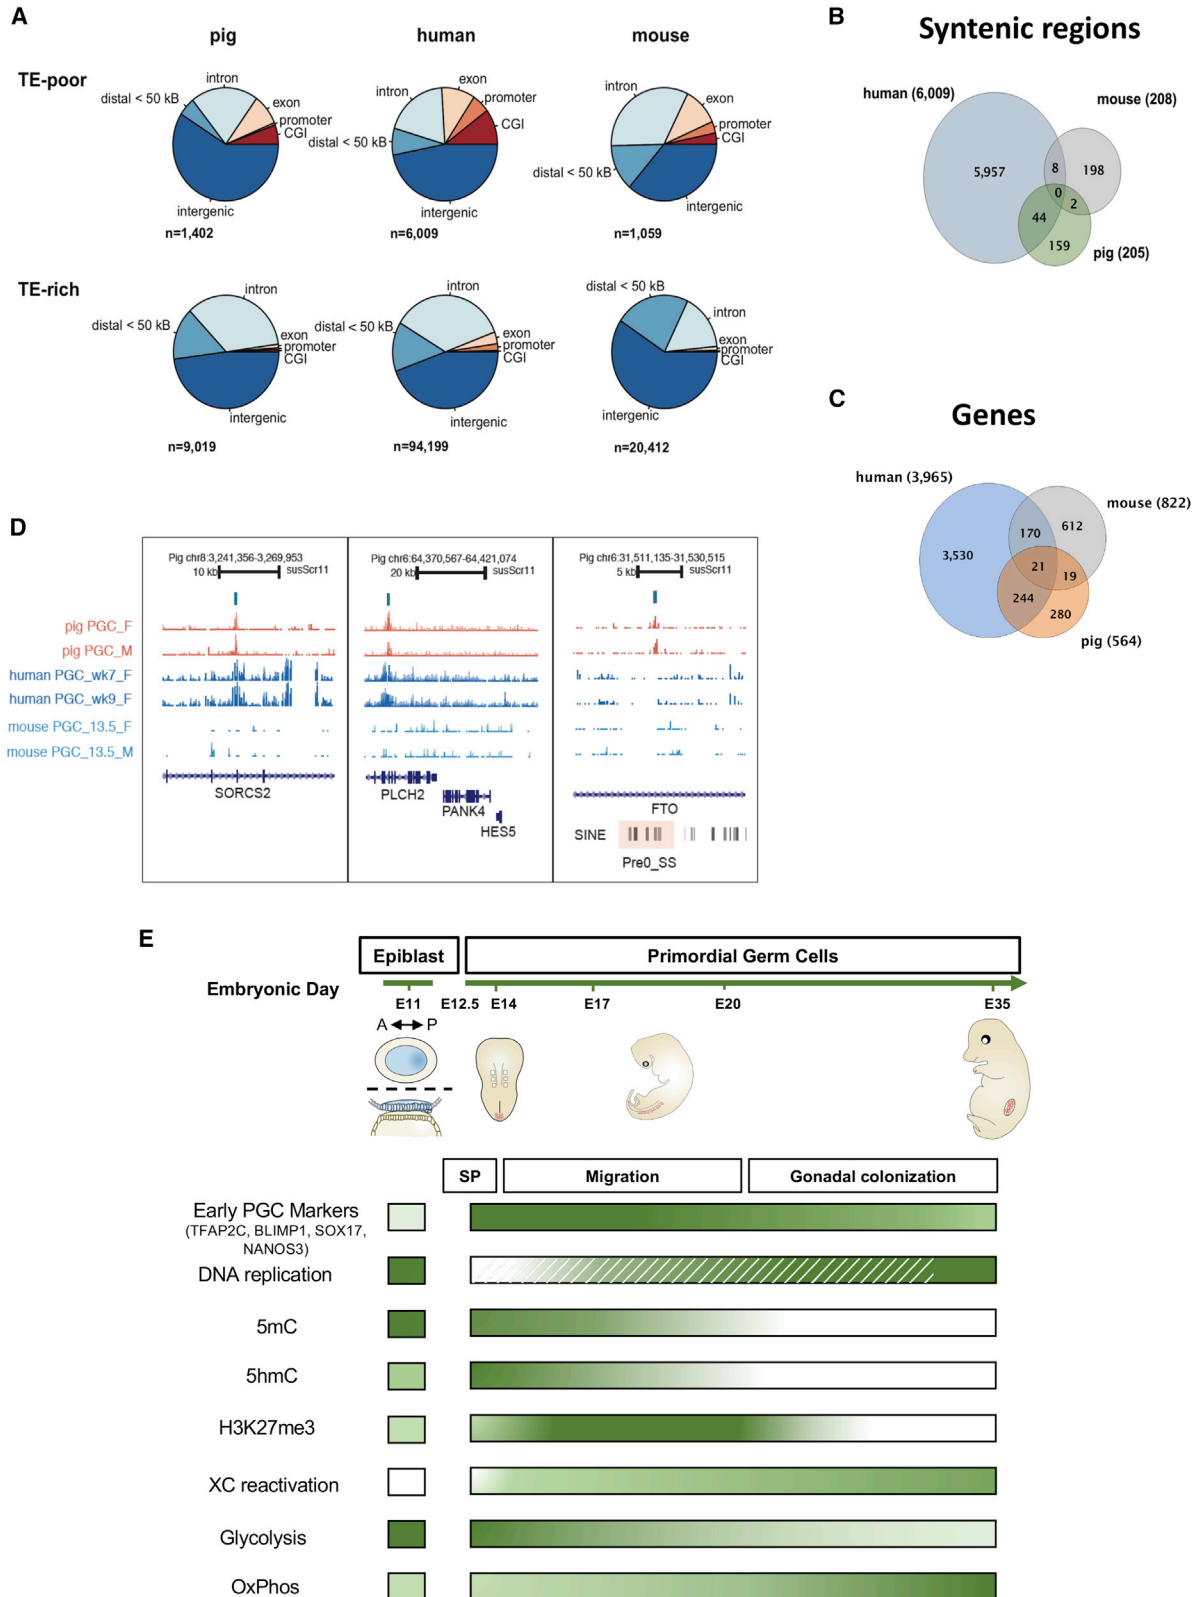 A
pig
human
mouse
TE-poor
intron
distal < 50 kB
exon
promoter
CGI
intergenic
n=1,402
intron
exon
promoter
CGI
distal < 50 kB
intergenic
n=6,009
intron
exon
promoter
CGI
distal < 50 kB
intergenic
n=1,059
TE-rich
intron
distal < 50 kB
exon
promoter
CGI
intergenic
n=9,019
intron
distal < 50 kB
exon
promoter
CGI
intergenic
n=94,199
distal < 50 kB
intron
exon
promoter
CGI
intergenic
n=20,412
B
Syntenic regions
human (6,009)
mouse (208)
5,957
8
198
0
2
44
159
pig (205)
C
Genes
human (3,965)
mouse (822)
170
612
3,530
21
19
244
280
pig (564)
D
Pig chr8:3,241,356-3,269,953
10 kb
susScr11
Pig chr6:64,370,567-64,421,074
20 kb
susScr11
Pig chr6:31,511,135-31,530,515
5 kb
susScr11
pig PGC_F
pig PGC_M
human PGC_wk7_F
human PGC_wk9_F
mouse PGC_13.5_F
mouse PGC_13.5_M
SORCS2
PLCH2
PANK4
HES5
FTO
SINE
Pre0_SS
E
Epiblast
Primordial Germ Cells
Embryonic Day
E11
E12.5
E14
E17
E20
E35
A
P
SP
Migration
Gonadal colonization
Early PGC Markers
(TFAP2C, BLIMP1, SOX17,
NANOS3)
DNA replication
5mC
5hmC
H3K27me3
XC reactivation
Glycolysis
OxPhos